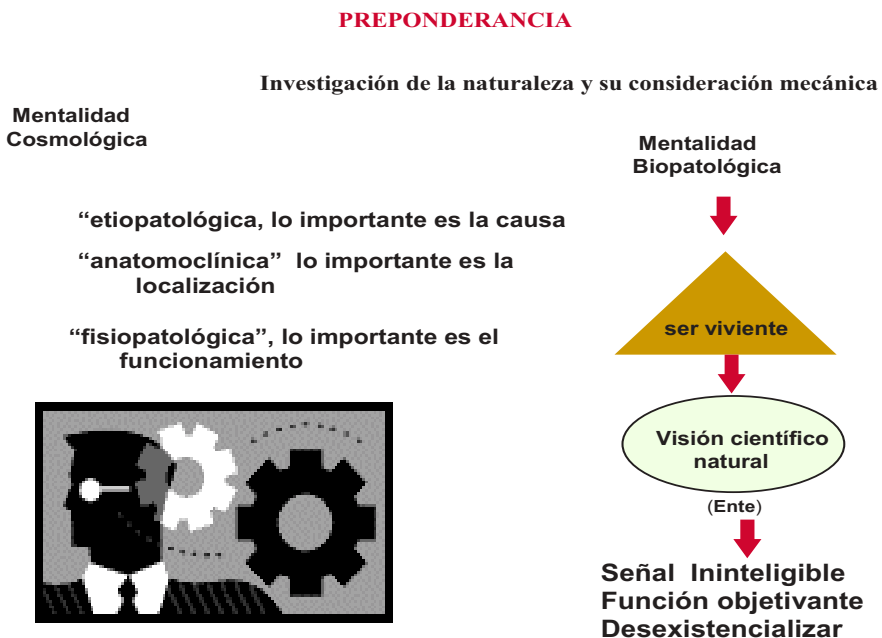 PREPONDERANCIA
Investigación de la naturaleza y su consideración mecánica
Mentalidad
Cosmológica
“etiopatológica, lo importante es la causa
“anatomoclínica” lo importante es la
localización
“fisiopatológica”, lo importante es el
funcionamiento
Mentalidad
Biopatológica
ser viviente
Visión científico
natural
(Ente)
Señal Ininteligible
Función objetivante
Desexistencializar